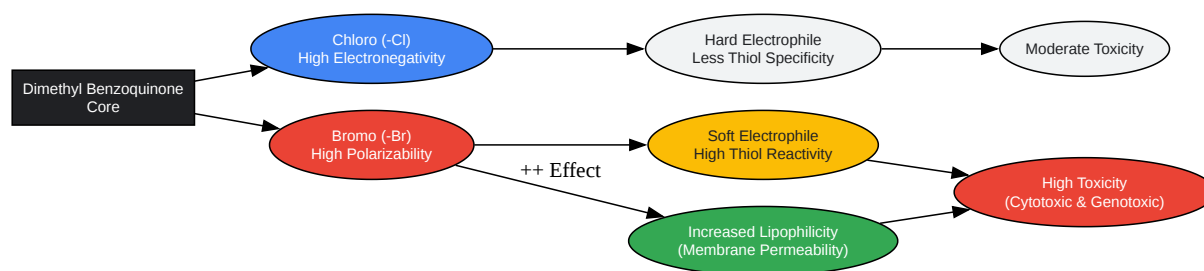 Dimethyl Benzoquinone
Core
Chloro (-Cl)
High Electronegativity
Hard Electrophile
Less Thiol Specificity
Moderate Toxicity
Bromo (-Br)
High Polarizability
++ Effect
Soft Electrophile
High Thiol Reactivity
Increased Lipophilicity
(Membrane Permeability)
High Toxicity
(Cytotoxic & Genotoxic)